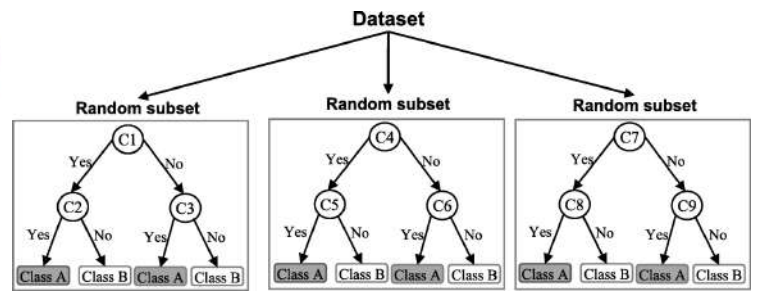 Dataset
Random subset Random subset Random subset
C1 C4 C7
Yes No Yes No Yes No
C2 C3 C5 C6 C8 C9
Yes No Yes No Yes No Yes No Yes No Yes No
Class A Class B Class A Class B Class A Class B Class A Class B Class A Class B Class A Class B